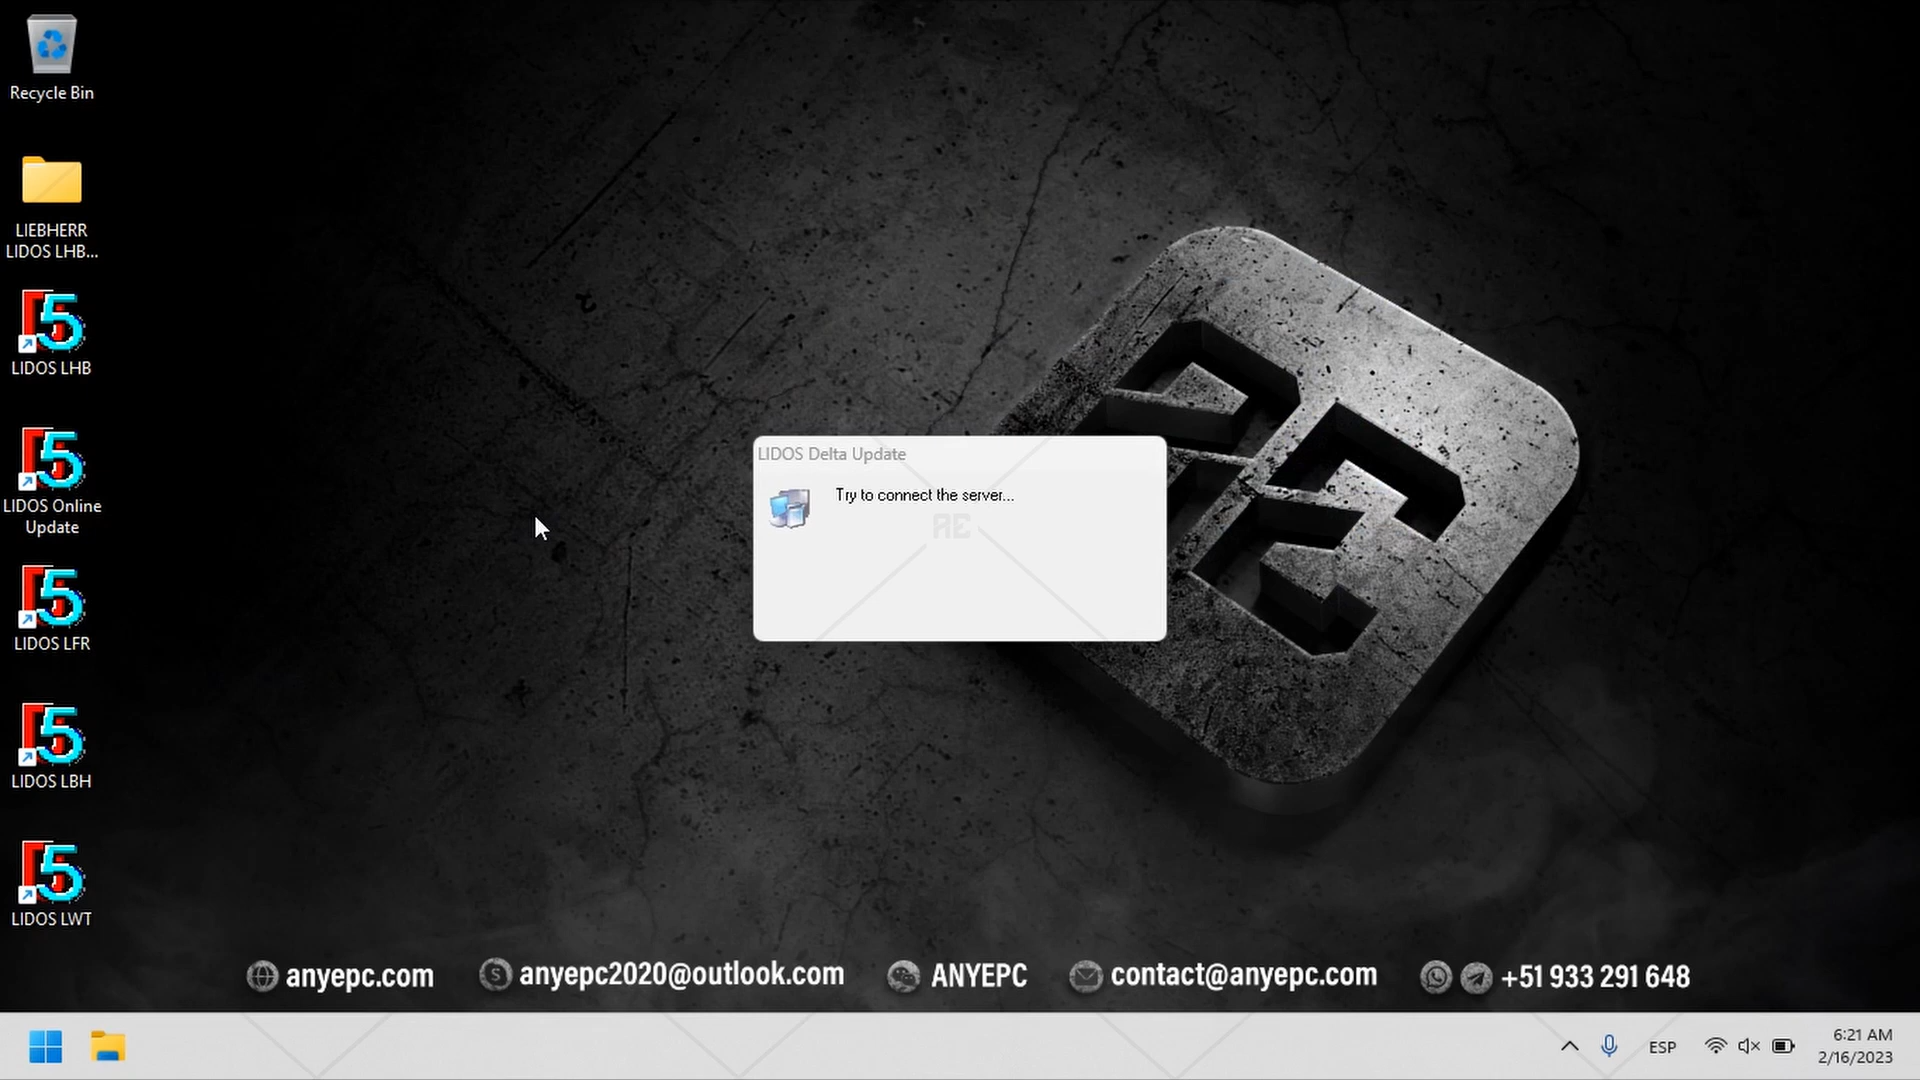 Recycle Bin
LIEBHERR
LIDOS LHB...
LIDOS LHB
LIDOS Online
Update
LIDOS LFR
LIDOS LBH
LIDOS LWT
LIDOS Delta Update
Try to connect the server...
AE
anyepc.com
anyepc2020@outlook.com
ANYEPC
contact@anyepc.com
+51 933 291 648
ESP
6:21 AM
2/16/2023